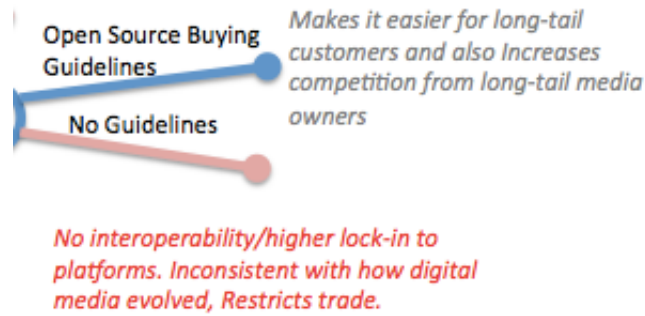 Open Source Buying
Guidelines
Makes it easier for long-tail
customers and also Increases
competition from long-tail media
owners
No Guidelines
No interoperability/higher lock-in to
platforms. Inconsistent with how digital
media evolved, Restricts trade.